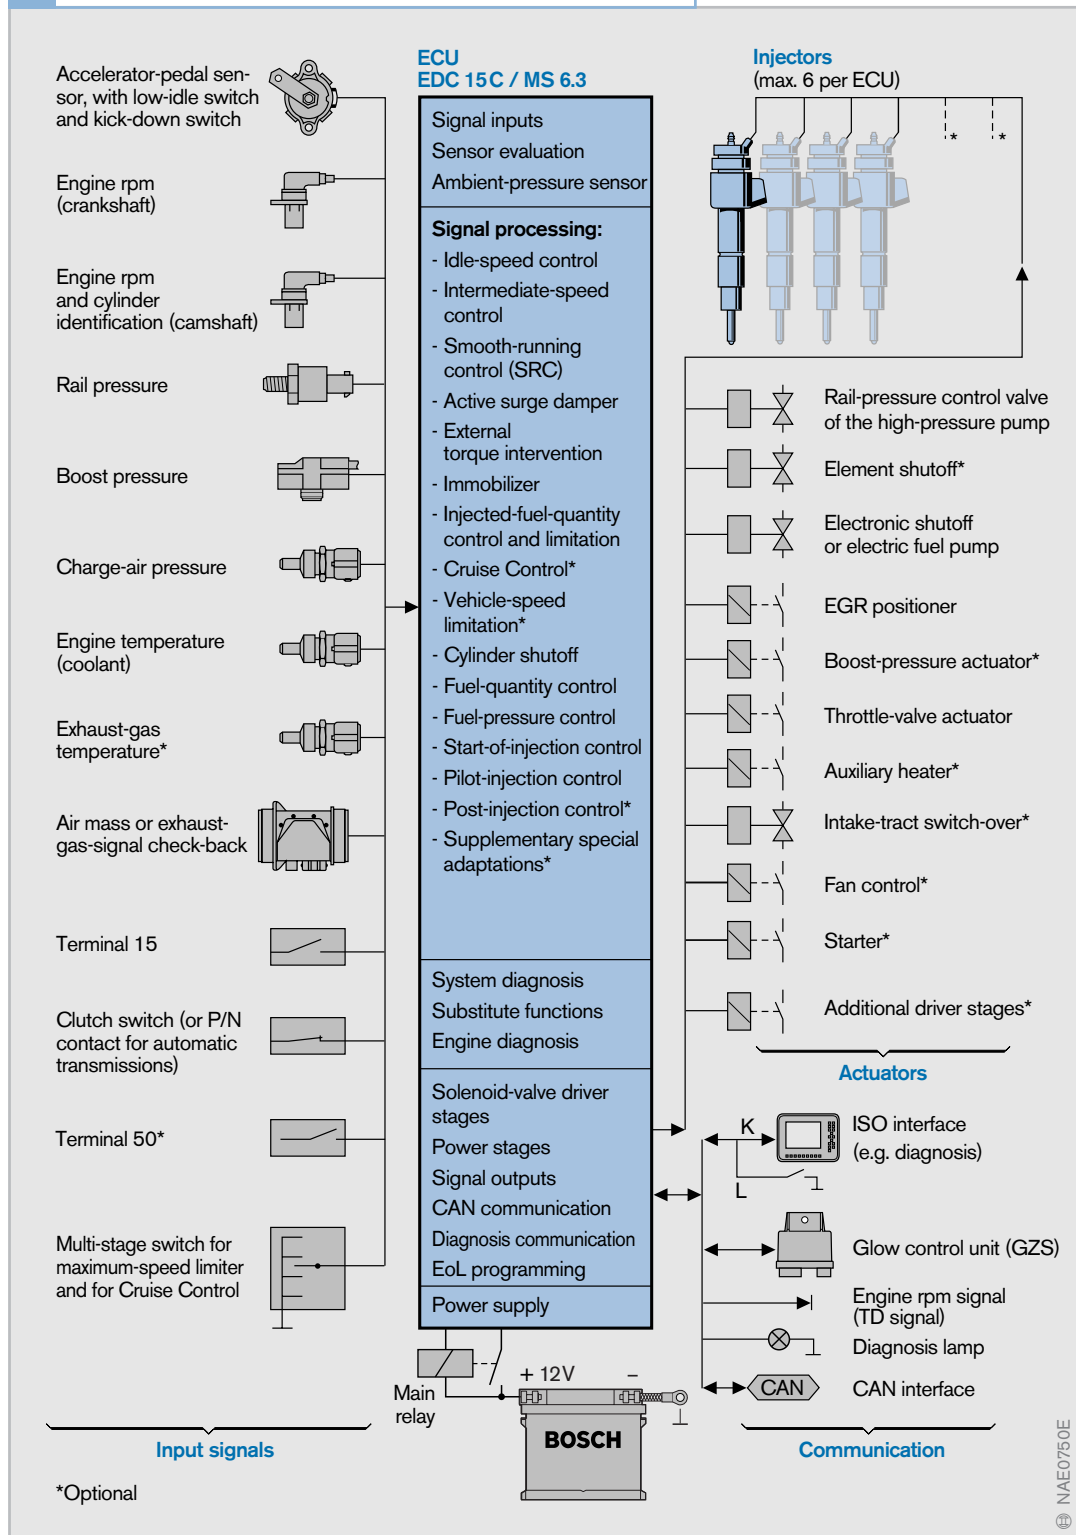 Accelerator-pedal sen-
sor, with low-idle switch
and kick-down switch
Engine rpm
(crankshaft)
Engine rpm
and cylinder
identification (camshaft)
Rail pressure
Boost pressure
Charge-air pressure
Engine temperature
(coolant)
Exhaust-gas
temperature*
Air mass or exhaust-
gas-signal check-back
Terminal 15
Clutch switch (or P/N
contact for automatic
transmissions)
Terminal 50*
Multi-stage switch for
maximum-speed limiter
and for Cruise Control
Input signals
*Optional
ECU
EDC 15 C / MS 6.3
Signal inputs
Sensor evaluation
Ambient-pressure sensor
Signal processing:
- Idle-speed control
- Intermediate-speed
control
- Smooth-running
control (SRC)
- Active surge damper
- External
torque intervention
- Immobilizer
- Injected-fuel-quantity
control and limitation
- Cruise Control*
- Vehicle-speed
limitation*
- Cylinder shutoff
- Fuel-quantity control
- Fuel-pressure control
- Start-of-injection control
- Pilot-injection control
- Post-injection control*
- Supplementary special
adaptations*
System diagnosis
Substitute functions
Engine diagnosis
Solenoid-valve driver
stages
Power stages
Signal outputs
CAN communication
Diagnosis communication
EoL programming
Power supply
Main
relay
+ 12 V –
BOSCH
Injectors
(max. 6 per ECU)
* *
Rail-pressure control valve
of the high-pressure pump
Element shutoff*
Electronic shutoff
or electric fuel pump
EGR positioner
Boost-pressure actuator*
Throttle-valve actuator
Auxiliary heater*
Intake-tract switch-over*
Fan control*
Starter*
Additional driver stages*
Actuators
K
L
ISO interface
(e.g. diagnosis)
Glow control unit (GZS)
Engine rpm signal
(TD signal)
Diagnosis lamp
CAN
CAN interface
Communication
NAE0750E